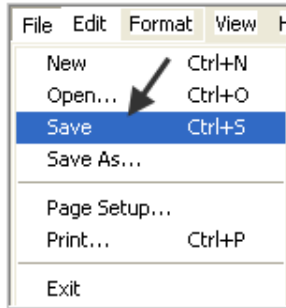 File Edit Format View
New Ctrl+N
Open... Ctrl+O
Save Ctrl+S
Save As...
Page Setup...
Print... Ctrl+P
Exit